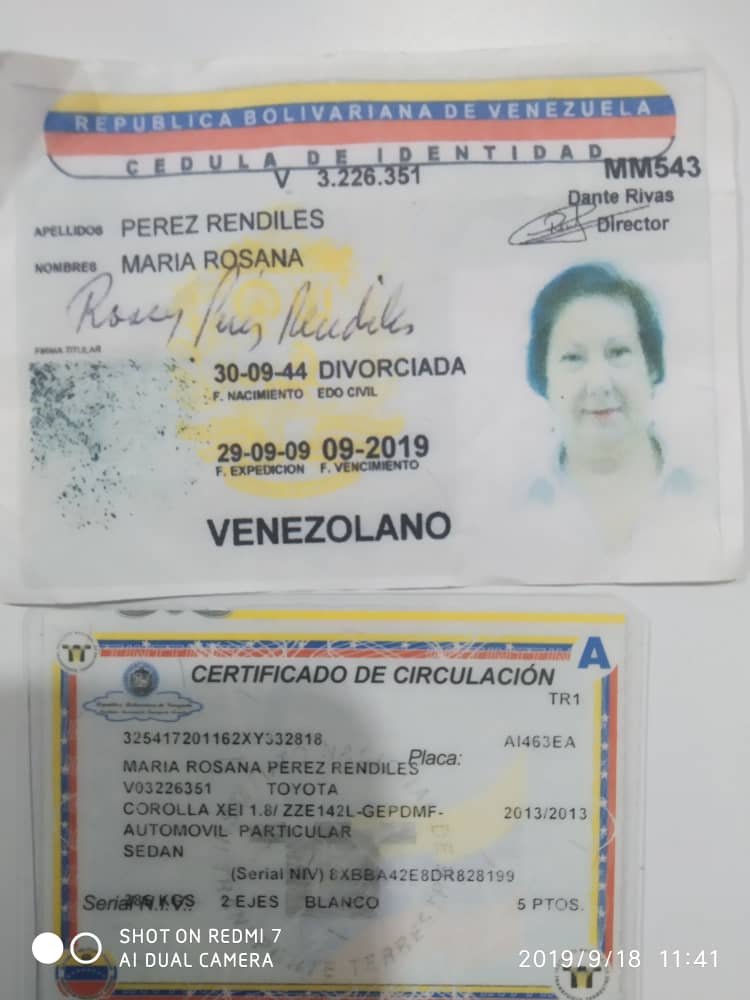 REPUBLICA BOLIVARIANA DE VENEZUELA
CEDULA DE IDENTIDAD
V 3.226.351
MM543
Dante Rivas
Director
APELLIDOS PEREZ RENDILES
NOMBRES MARIA ROSANA
Rendiles
FIRMA TITULAR
30-09-44 DIVORCIADA
F. NACIMIENTO EDO CIVIL
29-09-09 09-2019
F. EXPEDICION F. VENCIMIENTO
VENEZOLANO
A
CERTIFICADO DE CIRCULACIÓN
TR1
Placa: AI463EA
MARIA ROSANA PEREZ RENDILES
V03226351 TOYOTA
COROLLA XEI 1.8/ ZZE142L-GEPDMF- 2013/2013
AUTOMOVIL PARTICULAR
SEDAN
(Serial NIV) 8XBBA42E8DR828199
Serial N.I.V.: KGS 2 EJES BLANCO 5 PTOS.
SHOT ON REDMI 7
AI DUAL CAMERA
2019/9/18 11:41